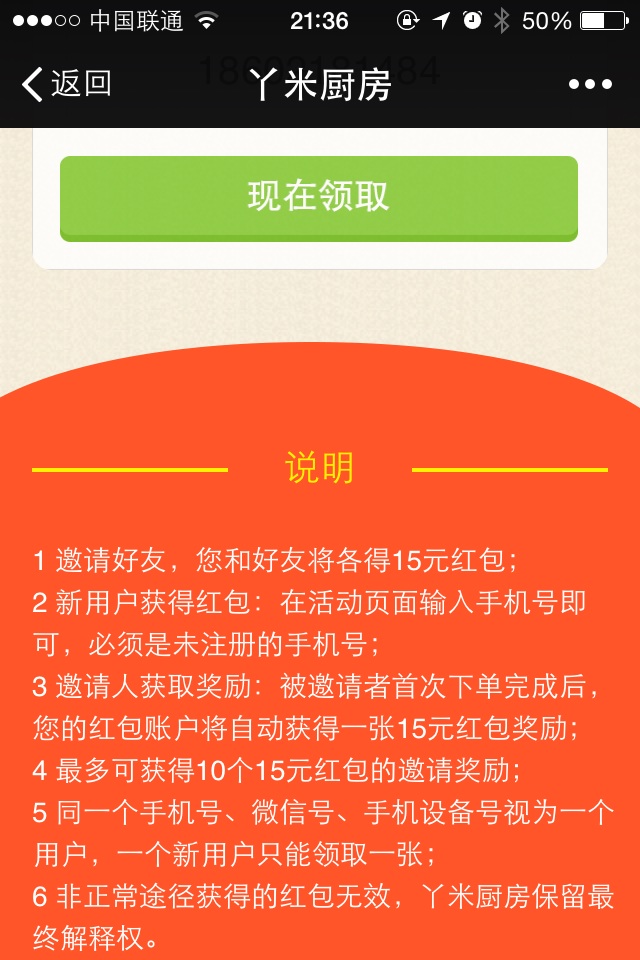 中国联通 21:36 50%
返回 丫米厨房
现在领取
说明
1 邀请好友，您和好友将各得15元红包；
2 新用户获得红包：在活动页面输入手机号即
可，必须是未注册的手机号；
3 邀请人获取奖励：被邀请者首次下单完成后，
您的红包账户将自动获得一张15元红包奖励；
4 最多可获得10个15元红包的邀请奖励；
5 同一个手机号、微信号、手机设备号视为一个
用户，一个新用户只能领取一张；
6 非正常途径获得的红包无效，丫米厨房保留最
终解释权。